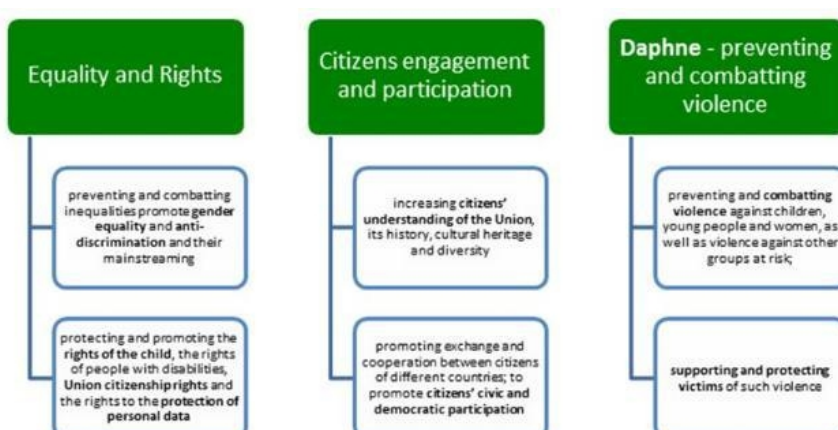 Equality and Rights
preventing and combatting
inequalities promote gender
equality and anti-
discrimination and their
mainstreaming
protecting and promoting the
rights of the child, the rights
of people with disabilities,
Union citizenship rights and
the rights to the protection of
personal data
Citizens engagement
and participation
increasing citizens'
understanding of the Union,
its history, cultural heritage
and diversity
promoting exchange and
cooperation between citizens
of different countries; to
promote citizens' civic and
democratic participation
Daphne - preventing
and combatting
violence
preventing and combatting
violence against children,
young people and women, as
well as violence against other
groups at risk;
supporting and protecting
victims of such violence